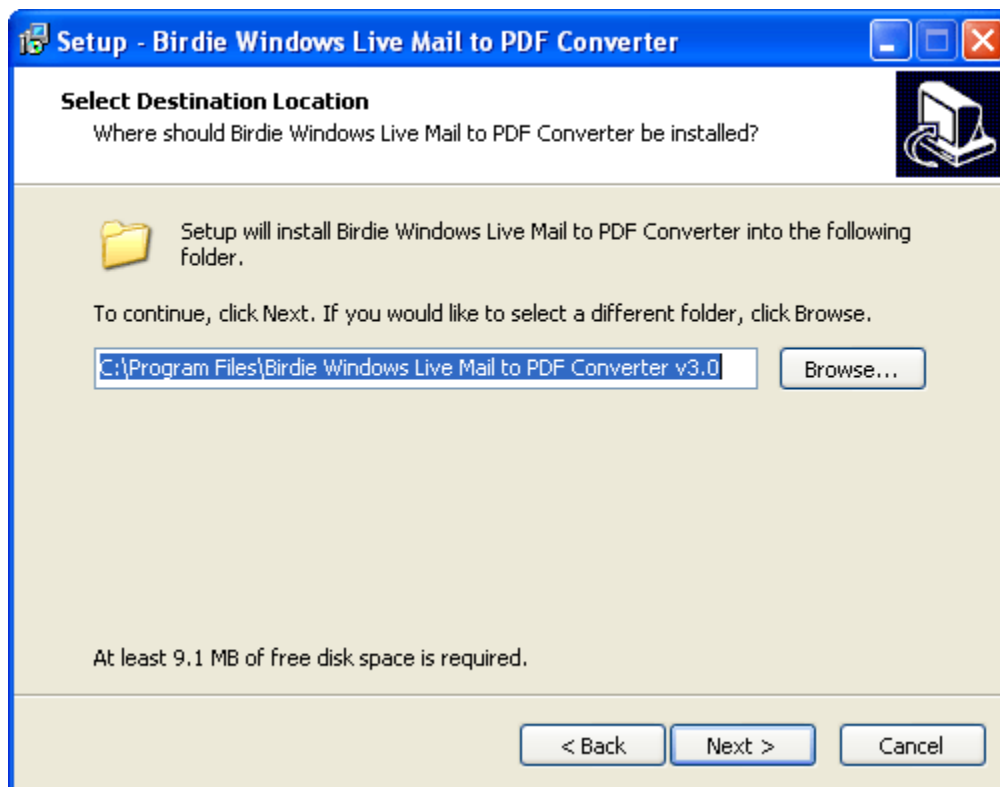 Setup - Birdie Windows Live Mail to PDF Converter
Select Destination Location
Where should Birdie Windows Live Mail to PDF Converter be installed?
Setup will install Birdie Windows Live Mail to PDF Converter into the following
folder.
To continue, click Next. If you would like to select a different folder, click Browse.
C:\Program Files\Birdie Windows Live Mail to PDF Converter v3.0
Browse...
At least 9.1 MB of free disk space is required.
< Back
Next >
Cancel